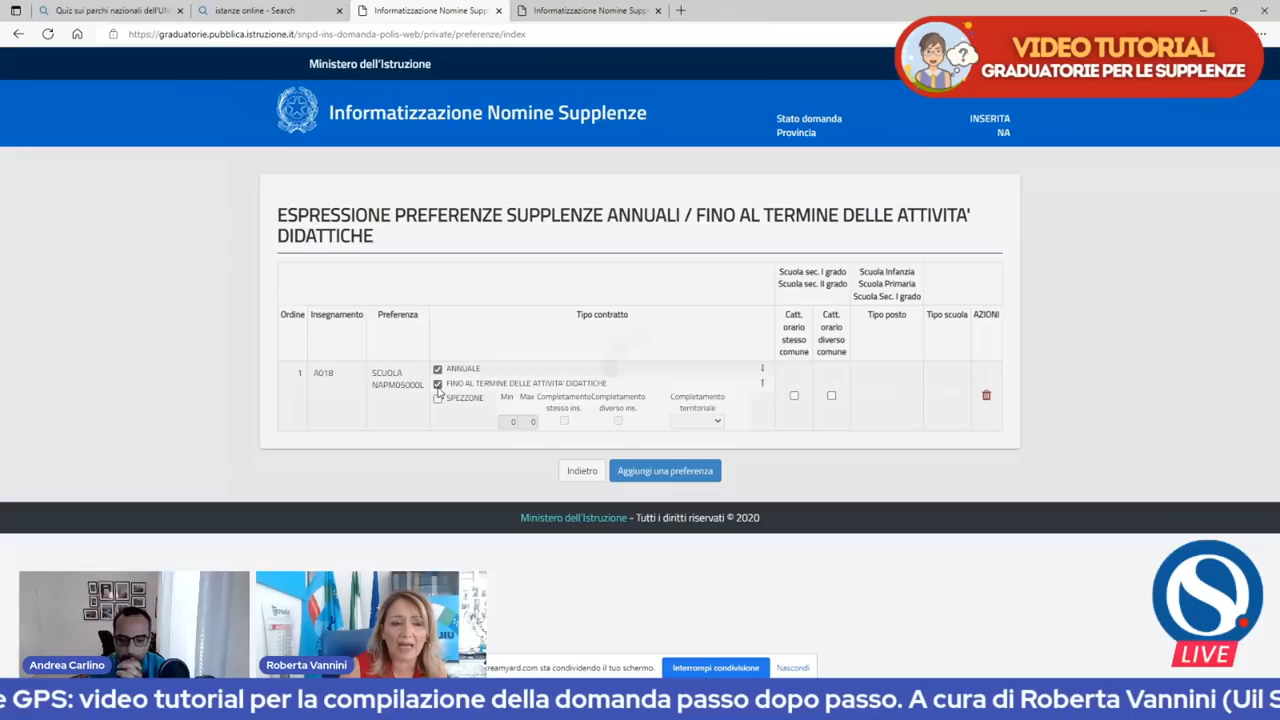 Quiz sui parchi nazionali dell'UN
istanze online - Search
Informatizzazione Nomine Suppl
Informatizzazione Nomine Suppl
https://graduatorie.pubblica.istruzione.it/snpd-ins-domanda-polis-web/private/preferenze/index
VIDEO TUTORIAL
GRADUATORIE PER LE SUPPLENZE
Ministero dell'Istruzione
Informatizzazione Nomine Supplenze
Stato domanda INSERITA
Provincia NA
ESPRESSIONE PREFERENZE SUPPLENZE ANNUALI / FINO AL TERMINE DELLE ATTIVITA'
DIDATTICHE
Scuola sec. I grado
Scuola sec. II grado
Scuola Infanzia
Scuola Primaria
Scuola Sec. I grado
Ordine Insegnamento Preferenza Tipo contratto
Catt.
orario
stesso
comune
Catt.
orario
diverso
comune
Tipo posto Tipo scuola AZIONI
1 A018
SCUOLA
NAPM05000L
ANNUALE
FINO AL TERMINE DELLE ATTIVITA' DIDATTICHE
SPEZZONE
Min Max
Completamento
stesso ins.
Completamento
diverso ins.
Completamento
territoriale
0 0
Indietro Aggiungi una preferenza
Ministero dell'Istruzione - Tutti i diritti riservati © 2020
Andrea Carlino
Roberta Vannini
reamyard.com sta condividendo il tuo schermo. Interrompi condivisione Nascondi
S
LIVE
e GPS: video tutorial per la compilazione della domanda passo dopo passo. A cura di Roberta Vannini (Uil S